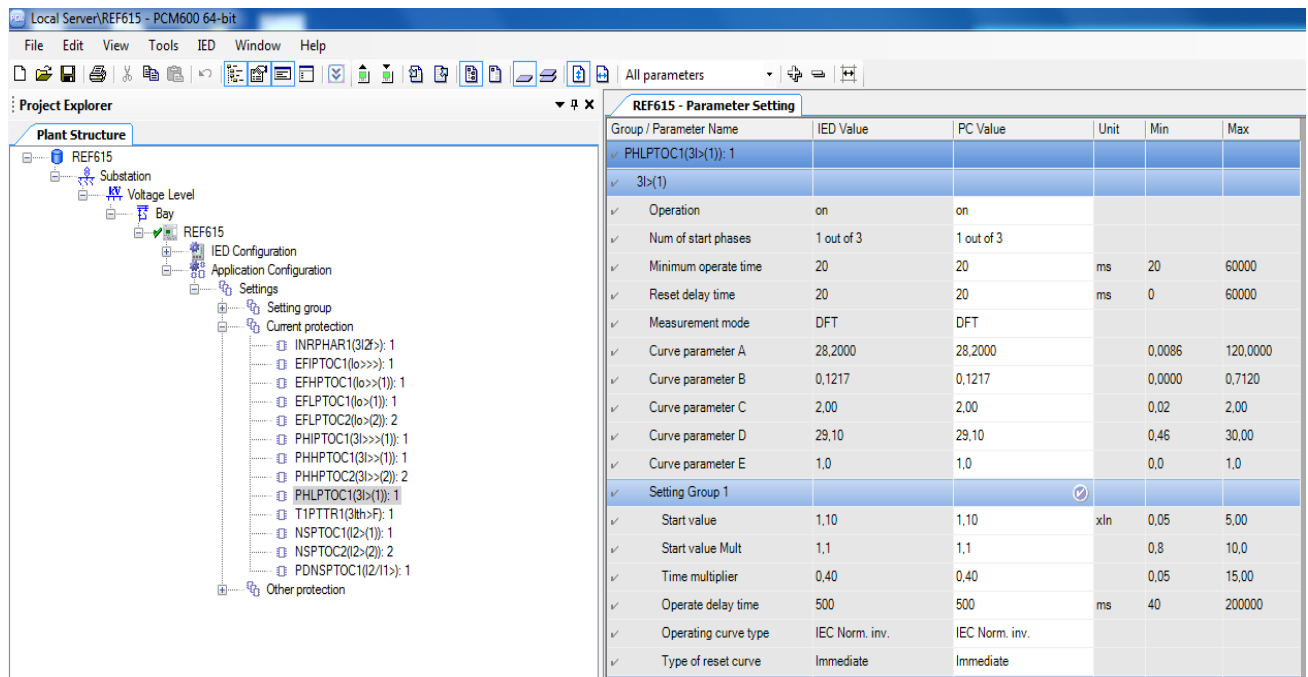 Local Server\REF615 - PCM600 64-bit
File Edit View Tools IED Window Help
All parameters
Project Explorer
Plant Structure
REF615
Substation
Voltage Level
Bay
REF615
IED Configuration
Application Configuration
Settings
Setting group
Current protection
INRPHAR1(3I2f>): 1
EFIPTOC1(Io>>>): 1
EFHPTOC1(Io>>(1)): 1
EFLPTOC1(Io>(1)): 1
EFLPTOC2(Io>(2)): 2
PHIPTOC1(3I>>>(1)): 1
PHHPTOC1(3I>>(1)): 1
PHHPTOC2(3I>>(2)): 2
PHLPTOC1(3I>(1)): 1
T1PTTR1(3Ith>F): 1
NSPTOC1(I2>(1)): 1
NSPTOC2(I2>(2)): 2
PDNSPTOC1(I2/I1>): 1
Other protection
REF615 - Parameter Setting
Group / Parameter Name IED Value PC Value Unit Min Max
PHLPTOC1(3I>(1)): 1
3I>(1)
Operation on on
Num of start phases 1 out of 3 1 out of 3
Minimum operate time 20 20 ms 20 60000
Reset delay time 20 20 ms 0 60000
Measurement mode DFT DFT
Curve parameter A 28,2000 28,2000 0,0086 120,0000
Curve parameter B 0,1217 0,1217 0,0000 0,7120
Curve parameter C 2,00 2,00 0,02 2,00
Curve parameter D 29,10 29,10 0,46 30,00
Curve parameter E 1,0 1,0 0,0 1,0
Setting Group 1
Start value 1,10 1,10 xIn 0,05 5,00
Start value Mult 1,1 1,1 0,8 10,0
Time multiplier 0,40 0,40 0,05 15,00
Operate delay time 500 500 ms 40 200000
Operating curve type IEC Norm. inv. IEC Norm. inv.
Type of reset curve Immediate Immediate